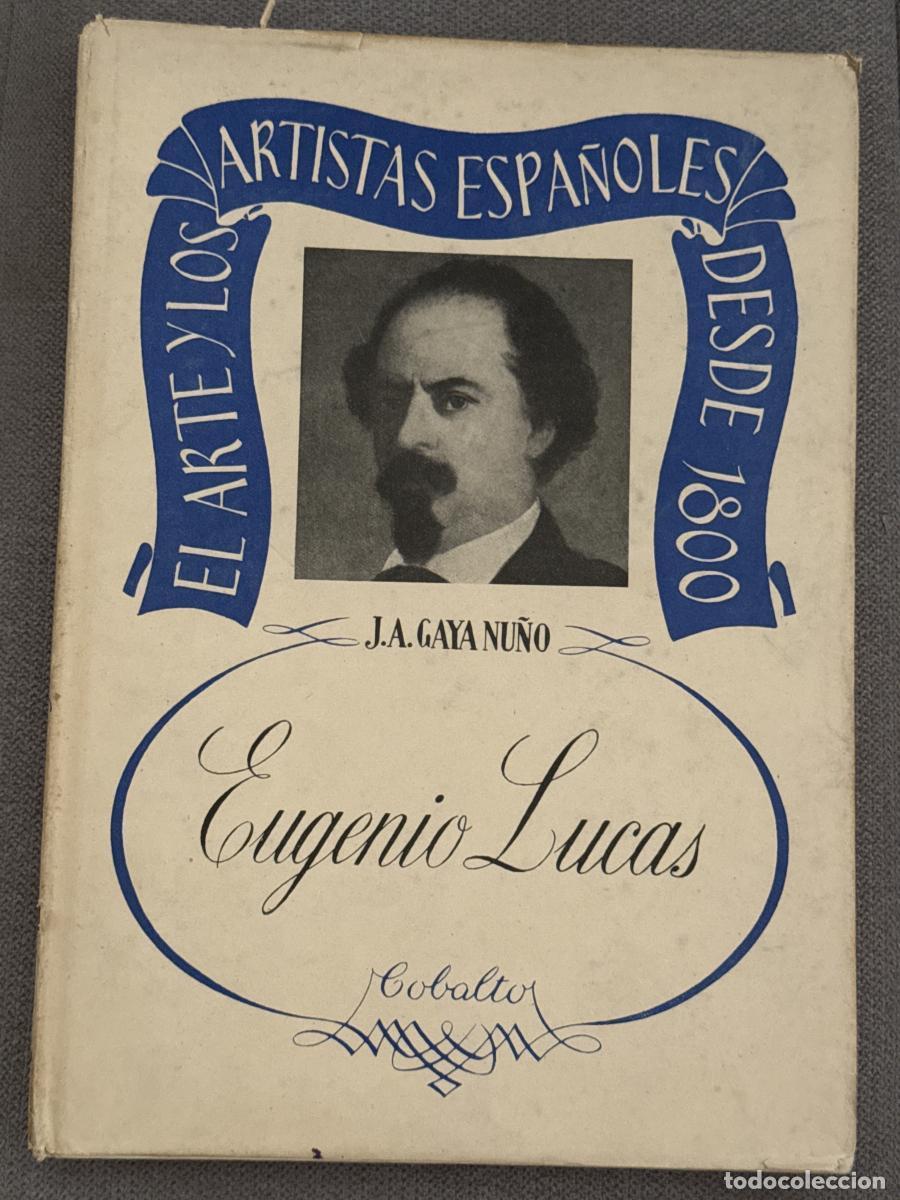 EL ARTE Y LOS
ARTISTAS ESPAÑOLES
DESDE 1800
J.A. GAYA NUÑO
Eugenio Lucas
Cobalto
todocoleccion